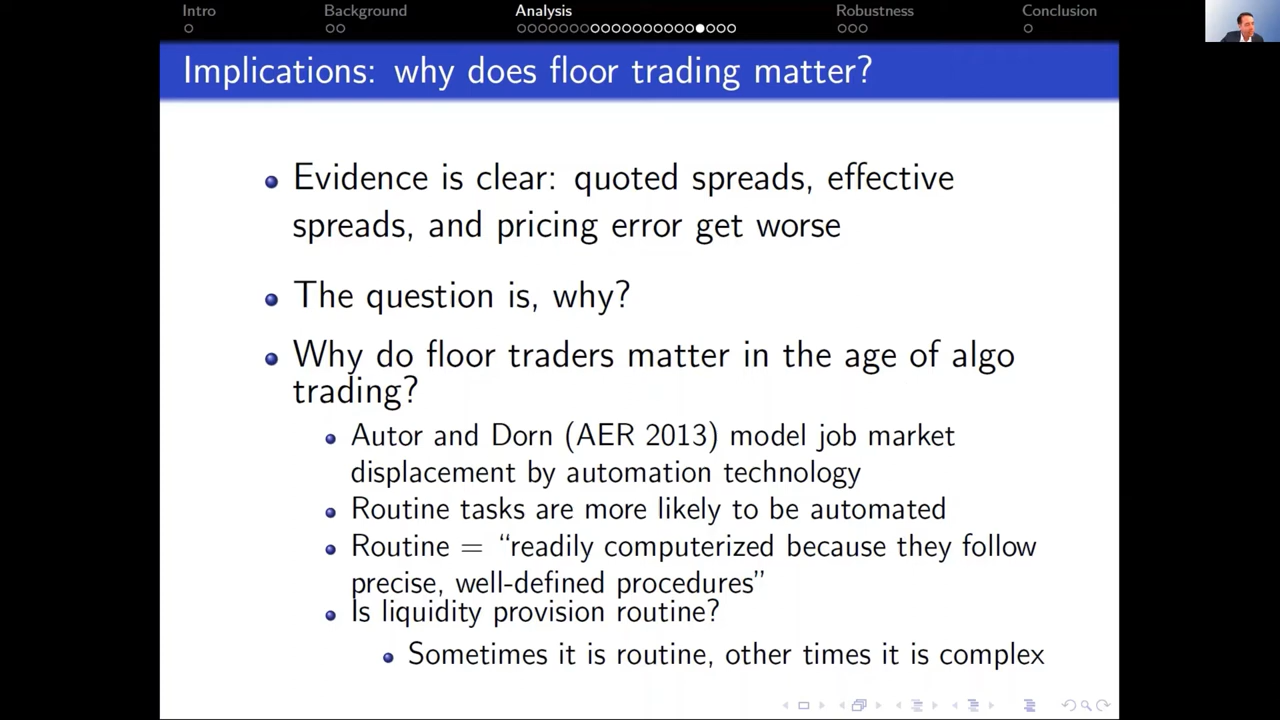 Intro Background Analysis Robustness Conclusion
Implications: why does floor trading matter?
Evidence is clear: quoted spreads, effective
spreads, and pricing error get worse
The question is, why?
Why do floor traders matter in the age of algo
trading?
Autor and Dorn (AER 2013) model job market
displacement by automation technology
Routine tasks are more likely to be automated
Routine = “readily computerized because they follow
precise, well-defined procedures”
Is liquidity provision routine?
Sometimes it is routine, other times it is complex